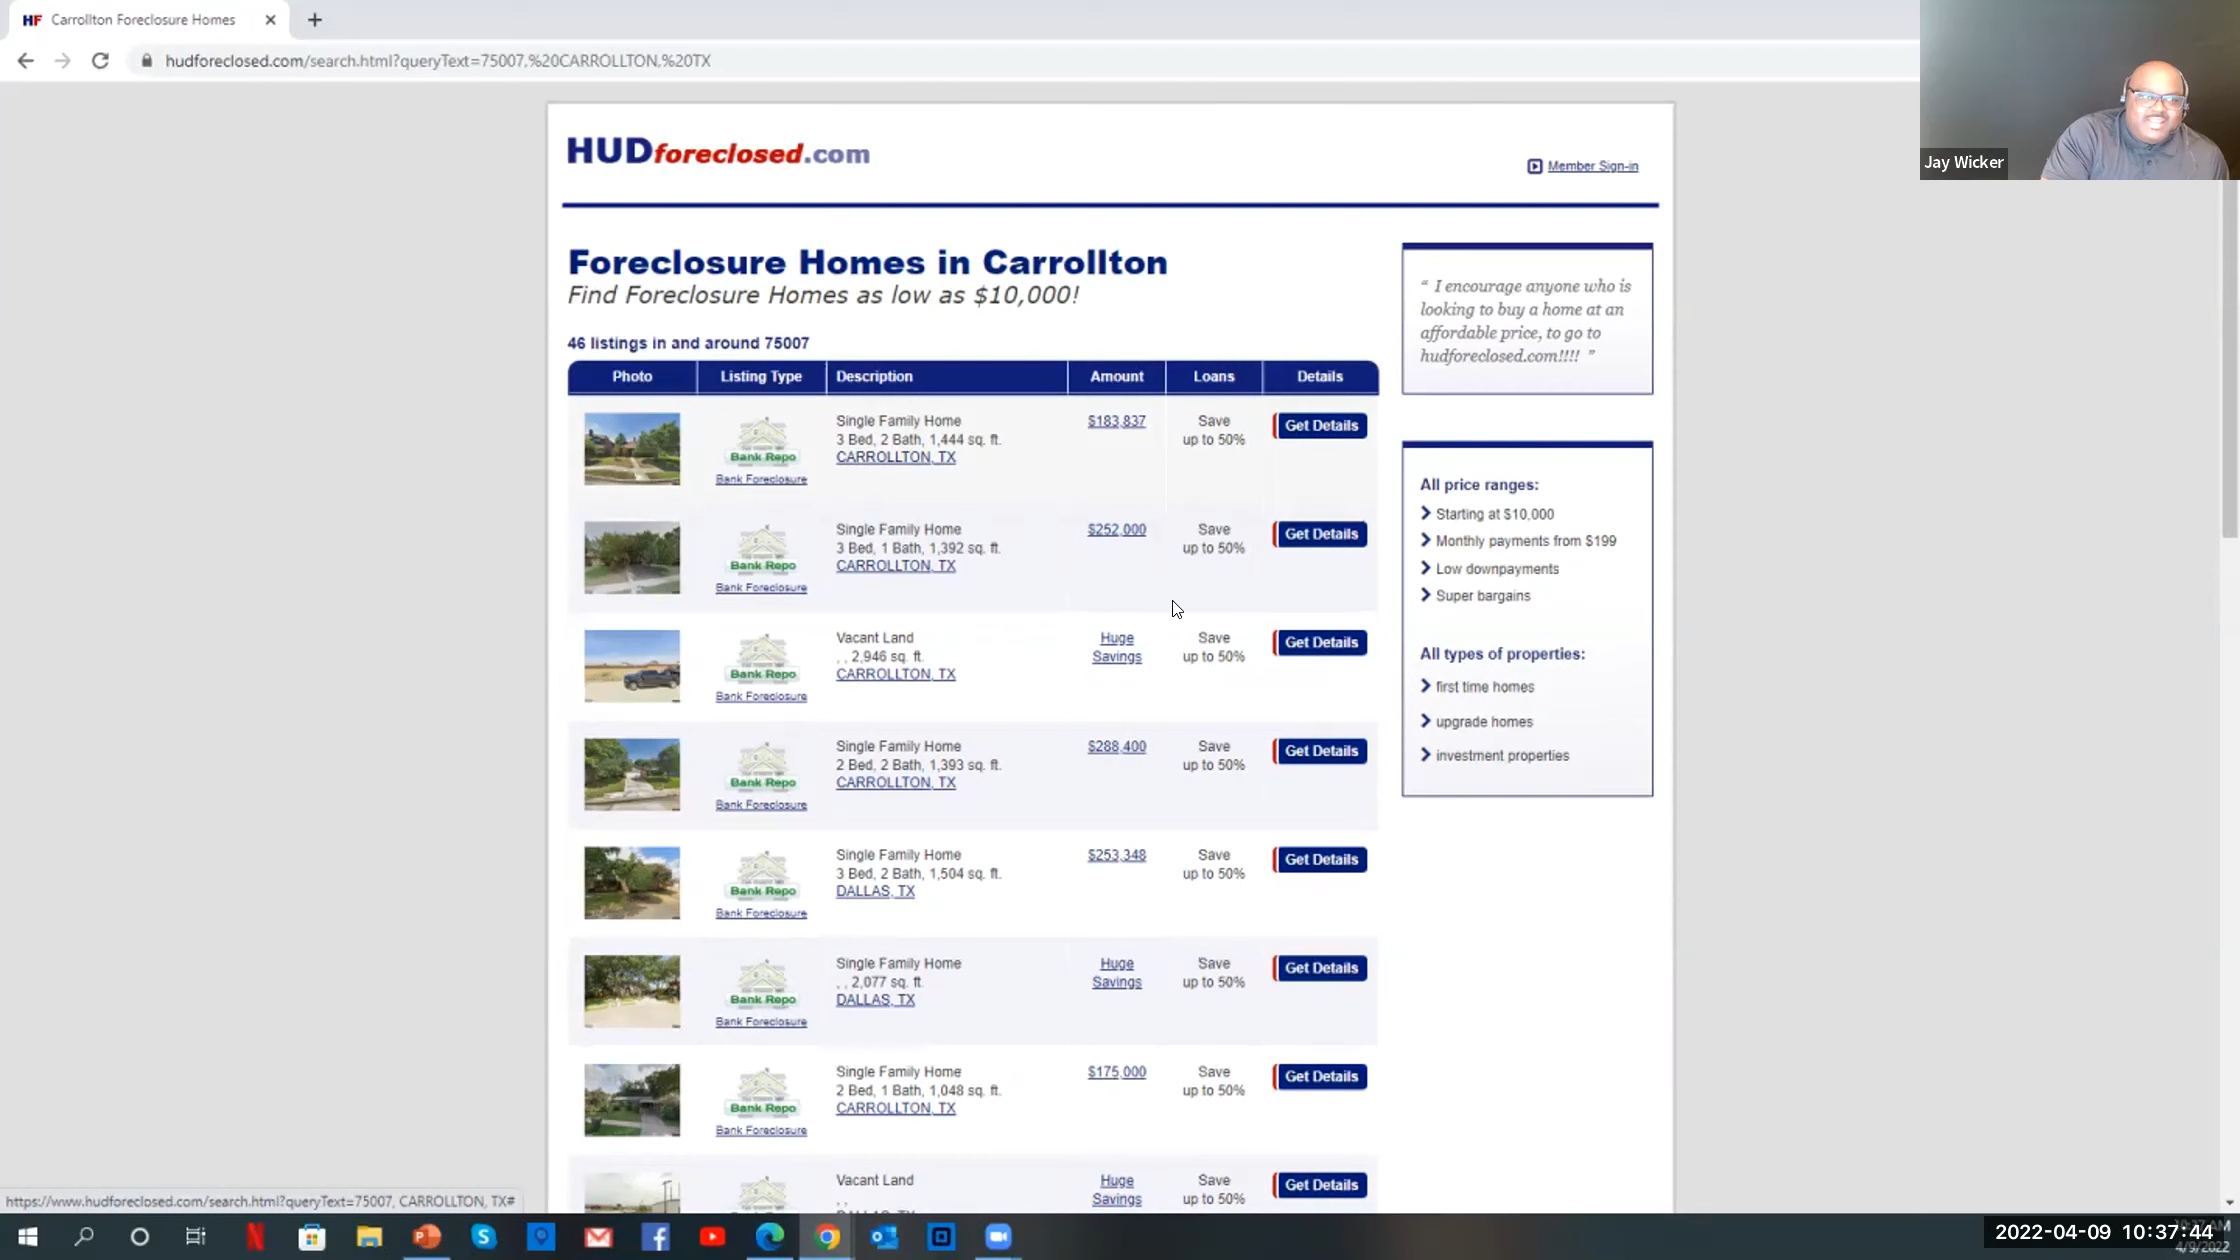 HF Carrollton Foreclosure Homes
hudforeclosed.com/search.html?queryText=75007,%20CARROLLTON,%20TX
Jay Wicker
HUDforeclosed.com
Member Sign-in
Foreclosure Homes in Carrollton
Find Foreclosure Homes as low as $10,000!
46 listings in and around 75007
Photo Listing Type Description Amount Loans Details
Single Family Home $183,837 Save Get Details
3 Bed, 2 Bath, 1,444 sq. ft. up to 50%
Bank Repo CARROLLTON, TX
Bank Foreclosure
Single Family Home $252,000 Save Get Details
3 Bed, 1 Bath, 1,392 sq. ft. up to 50%
Bank Repo CARROLLTON, TX
Bank Foreclosure
Vacant Land Huge Save Get Details
, , 2,946 sq. ft. Savings up to 50%
Bank Repo CARROLLTON, TX
Bank Foreclosure
Single Family Home $288,400 Save Get Details
2 Bed, 2 Bath, 1,393 sq. ft. up to 50%
Bank Repo CARROLLTON, TX
Bank Foreclosure
Single Family Home $253,348 Save Get Details
3 Bed, 2 Bath, 1,504 sq. ft. up to 50%
Bank Repo DALLAS, TX
Bank Foreclosure
Single Family Home Huge Save Get Details
, , 2,077 sq. ft. Savings up to 50%
Bank Repo DALLAS, TX
Bank Foreclosure
Single Family Home $175,000 Save Get Details
2 Bed, 1 Bath, 1,048 sq. ft. up to 50%
Bank Repo CARROLLTON, TX
Bank Foreclosure
Vacant Land Huge Save Get Details
, , Savings up to 50%
“ I encourage anyone who is
looking to buy a home at an
affordable price, to go to
hudforeclosed.com!!!! ”
All price ranges:
Starting at $10,000
Monthly payments from $199
Low downpayments
Super bargains
All types of properties:
first time homes
upgrade homes
investment properties
https://www.hudforeclosed.com/search.html?queryText=75007, CARROLLTON, TX#
2022-04-09 10:37:44
4/9/2022